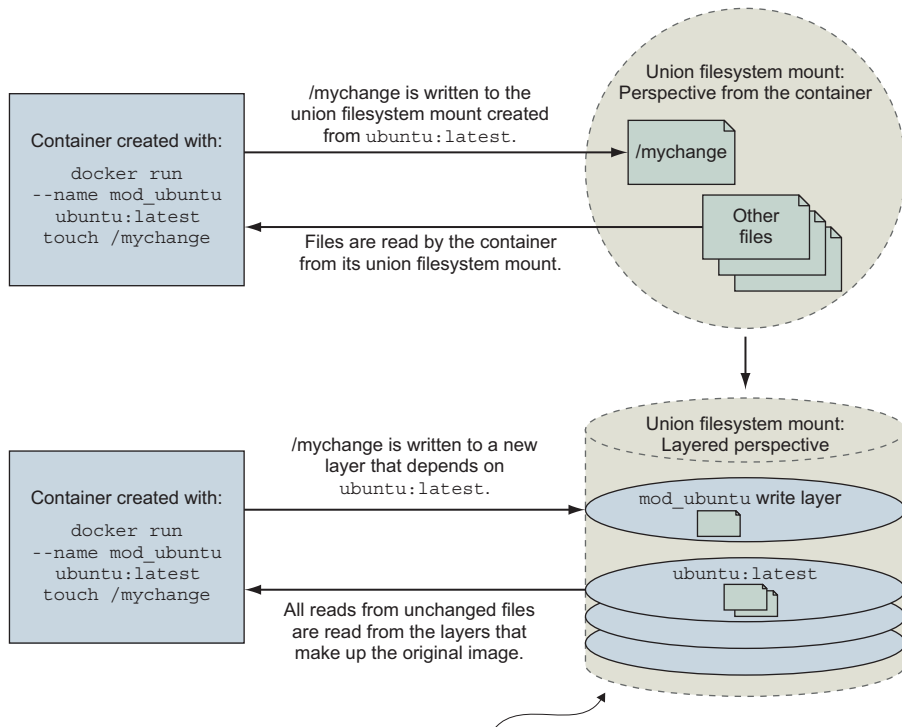 Container created with:
docker run
--name mod_ubuntu
ubuntu:latest
touch /mychange
/mychange is written to the
union filesystem mount created
from ubuntu:latest.
Files are read by the container
from its union filesystem mount.
Union filesystem mount:
Perspective from the container
/mychange
Other
files
Container created with:
docker run
--name mod_ubuntu
ubuntu:latest
touch /mychange
/mychange is written to a new
layer that depends on
ubuntu:latest.
All reads from unchanged files
are read from the layers that
make up the original image.
Union filesystem mount:
Layered perspective
mod_ubuntu write layer
ubuntu:latest